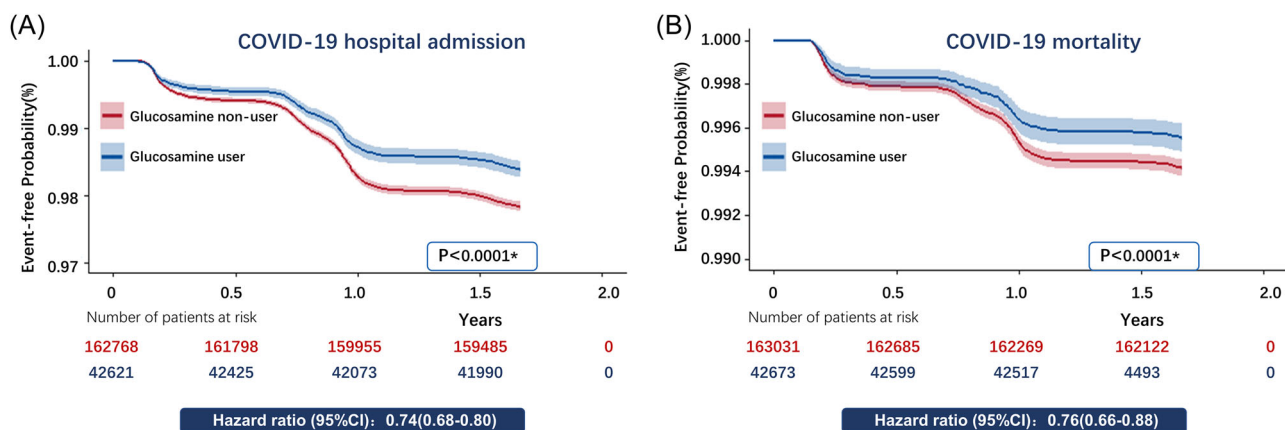 (A)
COVID-19 hospital admission
Event-free Probability(%)
1.00
0.99
0.98
0.97
Glucosamine non-user
Glucosamine user
P<0.0001*
0 0.5 1.0 1.5 2.0
Number of patients at risk Years
162768 161798 159955 159485 0
42621 42425 42073 41990 0
Hazard ratio (95%CI): 0.74(0.68-0.80)
(B)
COVID-19 mortality
Event-free Probability(%)
1.000
0.998
0.996
0.994
0.992
0.990
Glucosamine non-user
Glucosamine user
P<0.0001*
0 0.5 1.0 1.5 2.0
Number of patients at risk Years
163031 162685 162269 162122 0
42673 42599 42517 4493 0
Hazard ratio (95%CI): 0.76(0.66-0.88)